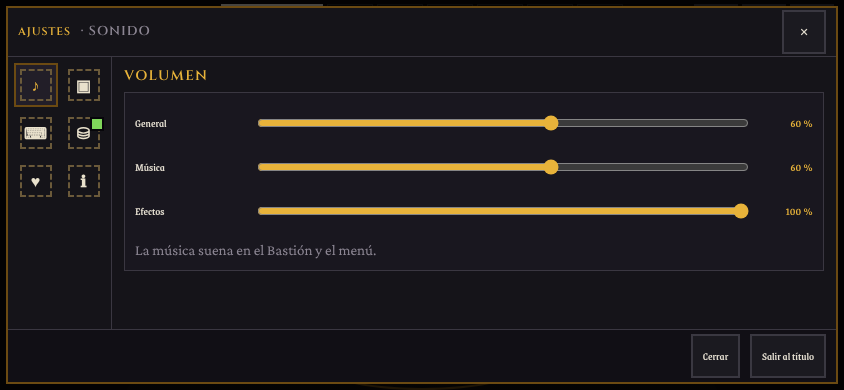 AJUSTES · SONIDO
×
VOLUMEN
General 60 %
Música 60 %
Efectos 100 %
La música suena en el Bastión y el menú.
Cerrar Salir al título